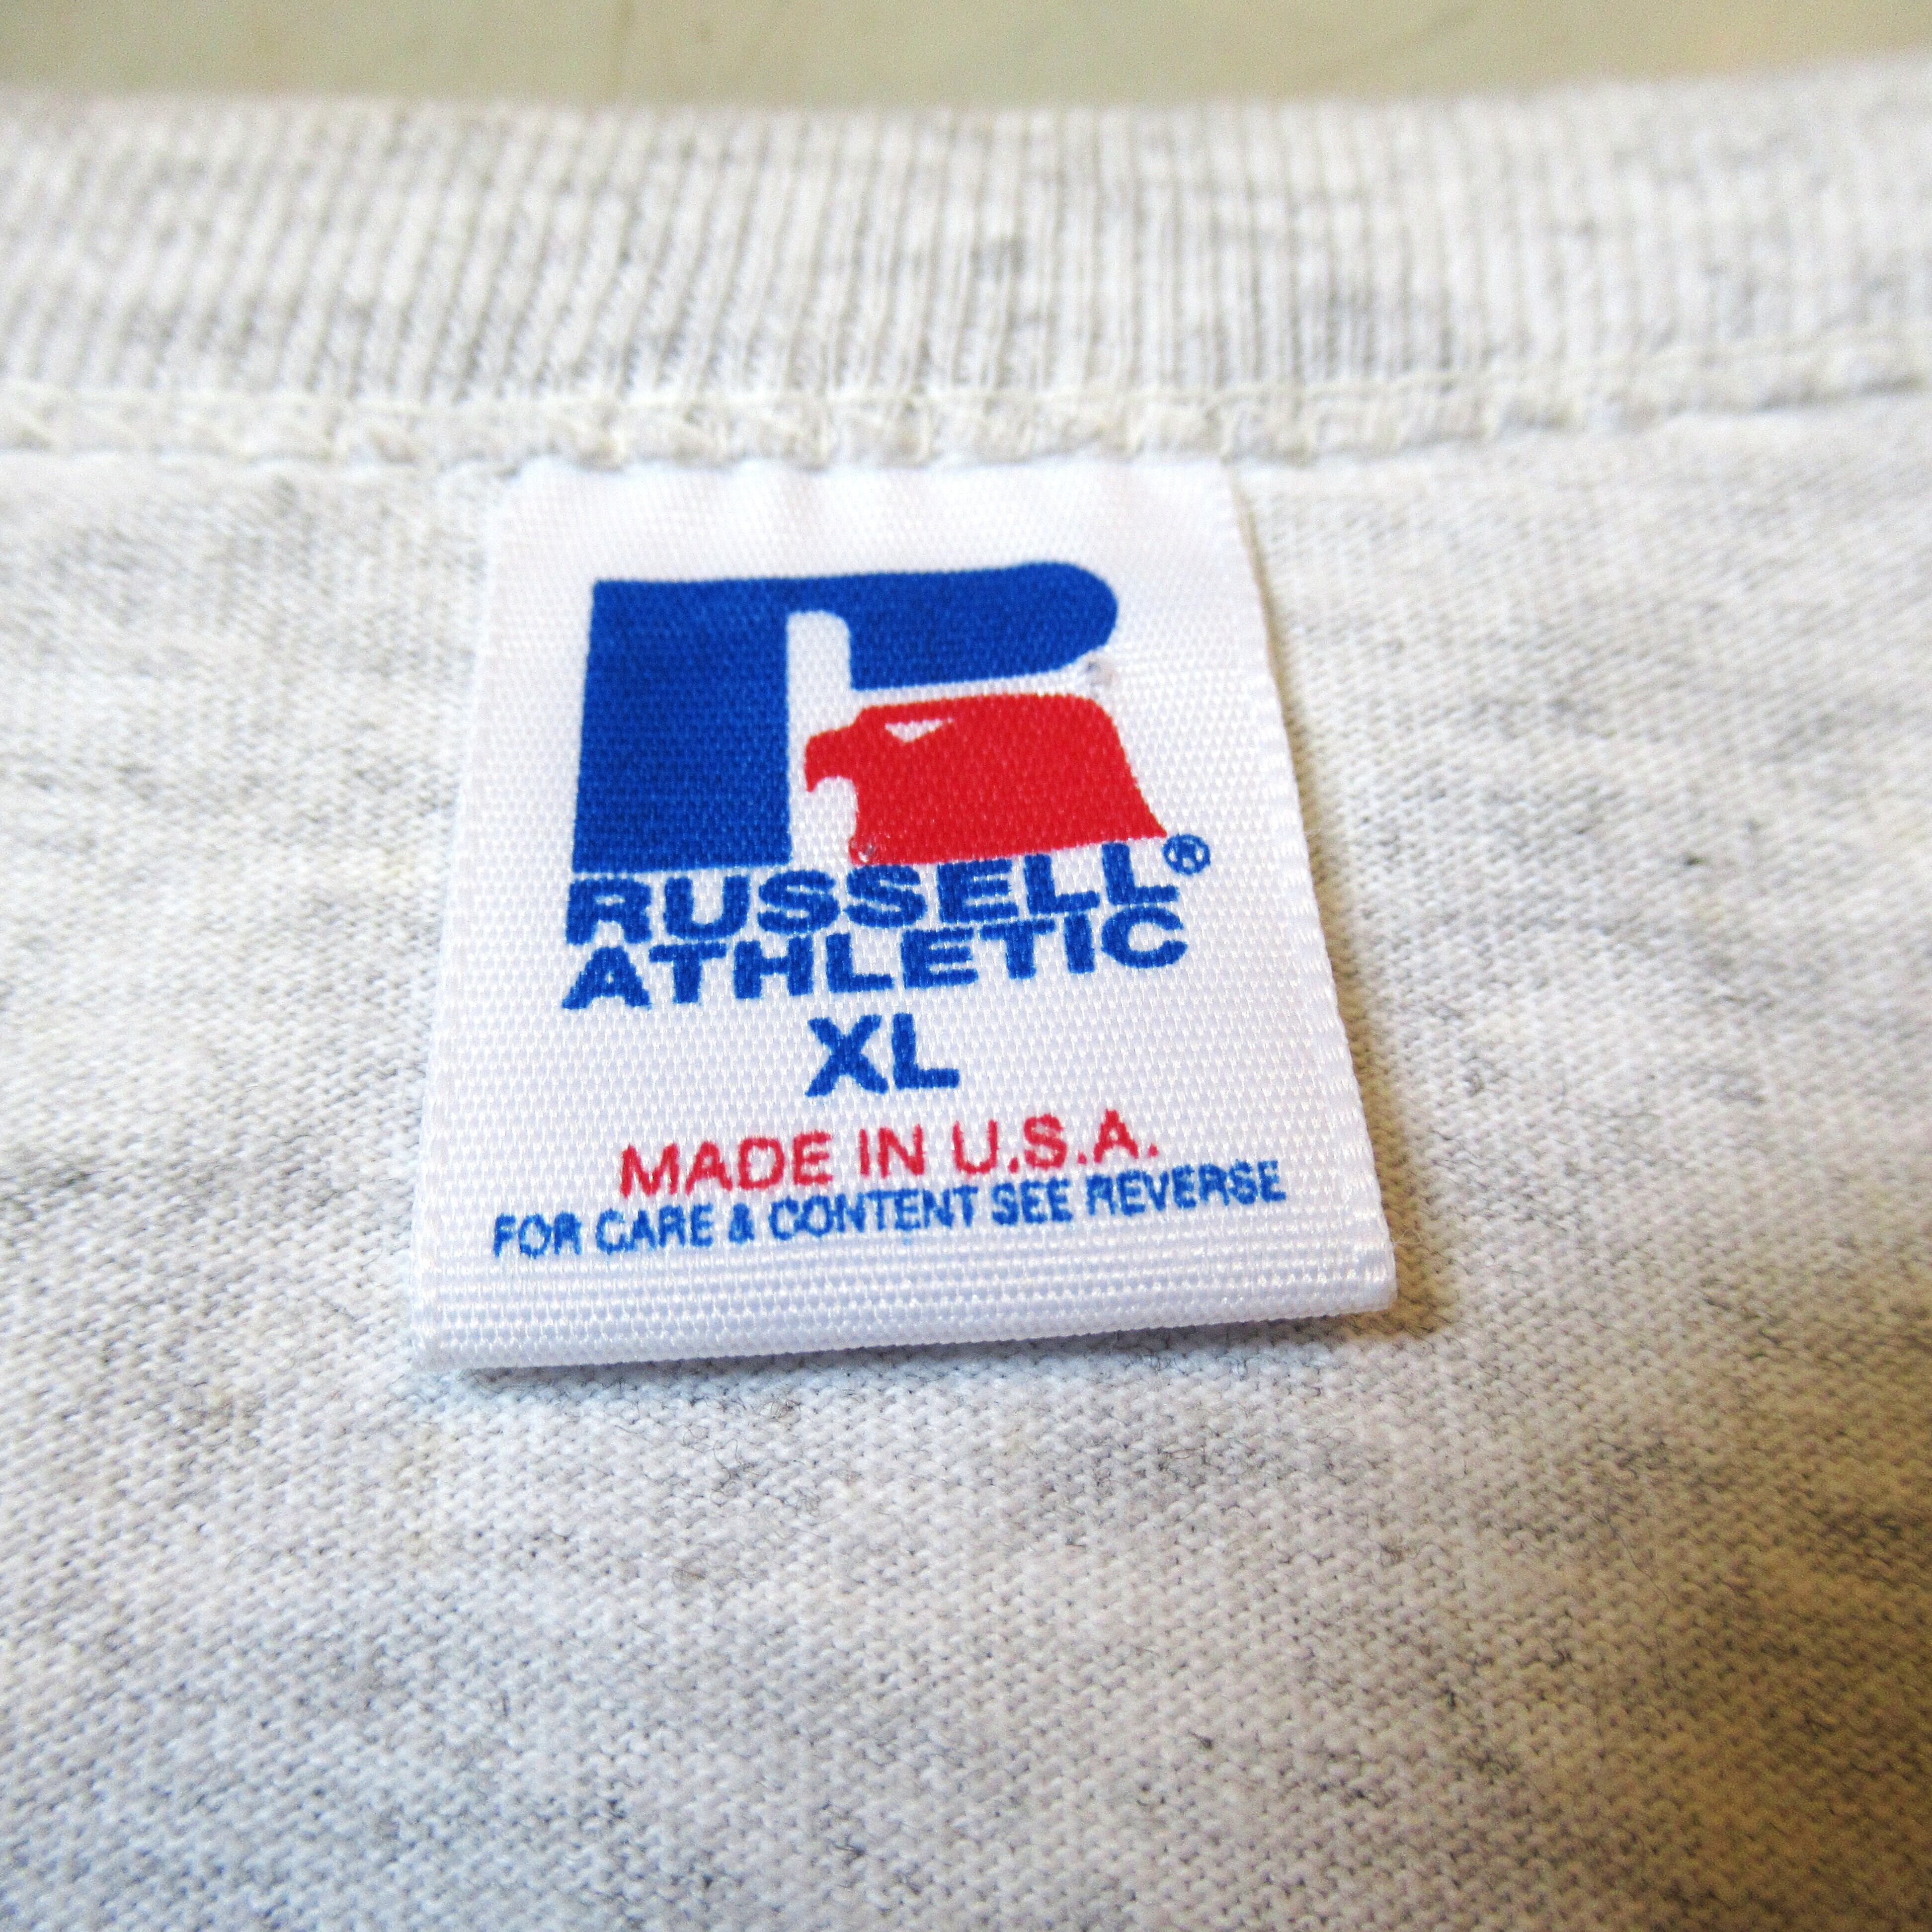 RUSSELL®
ATHLETIC
XL
MADE IN U.S.A.
FOR CARE & CONTENT SEE REVERSE